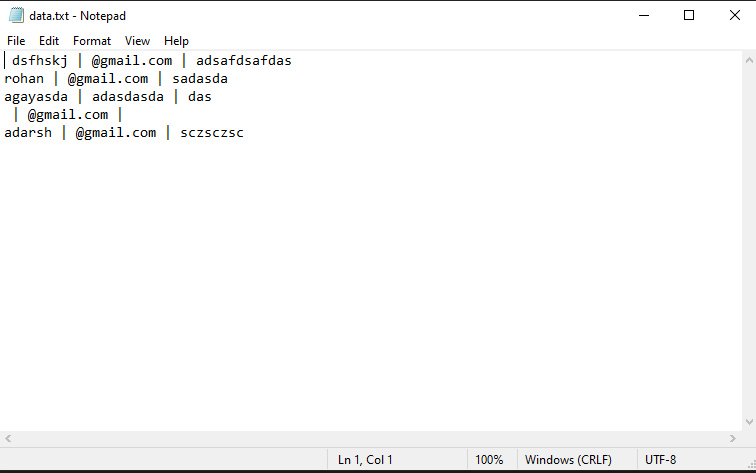 data.txt - Notepad
File Edit Format View Help
dsfhskj | @gmail.com | adsafdsafdas
rohan | @gmail.com | sadasda
agayasda | adasdasda | das
| @gmail.com |
adarsh | @gmail.com | sczsczsc
Ln 1, Col 1 100% Windows (CRLF) UTF-8